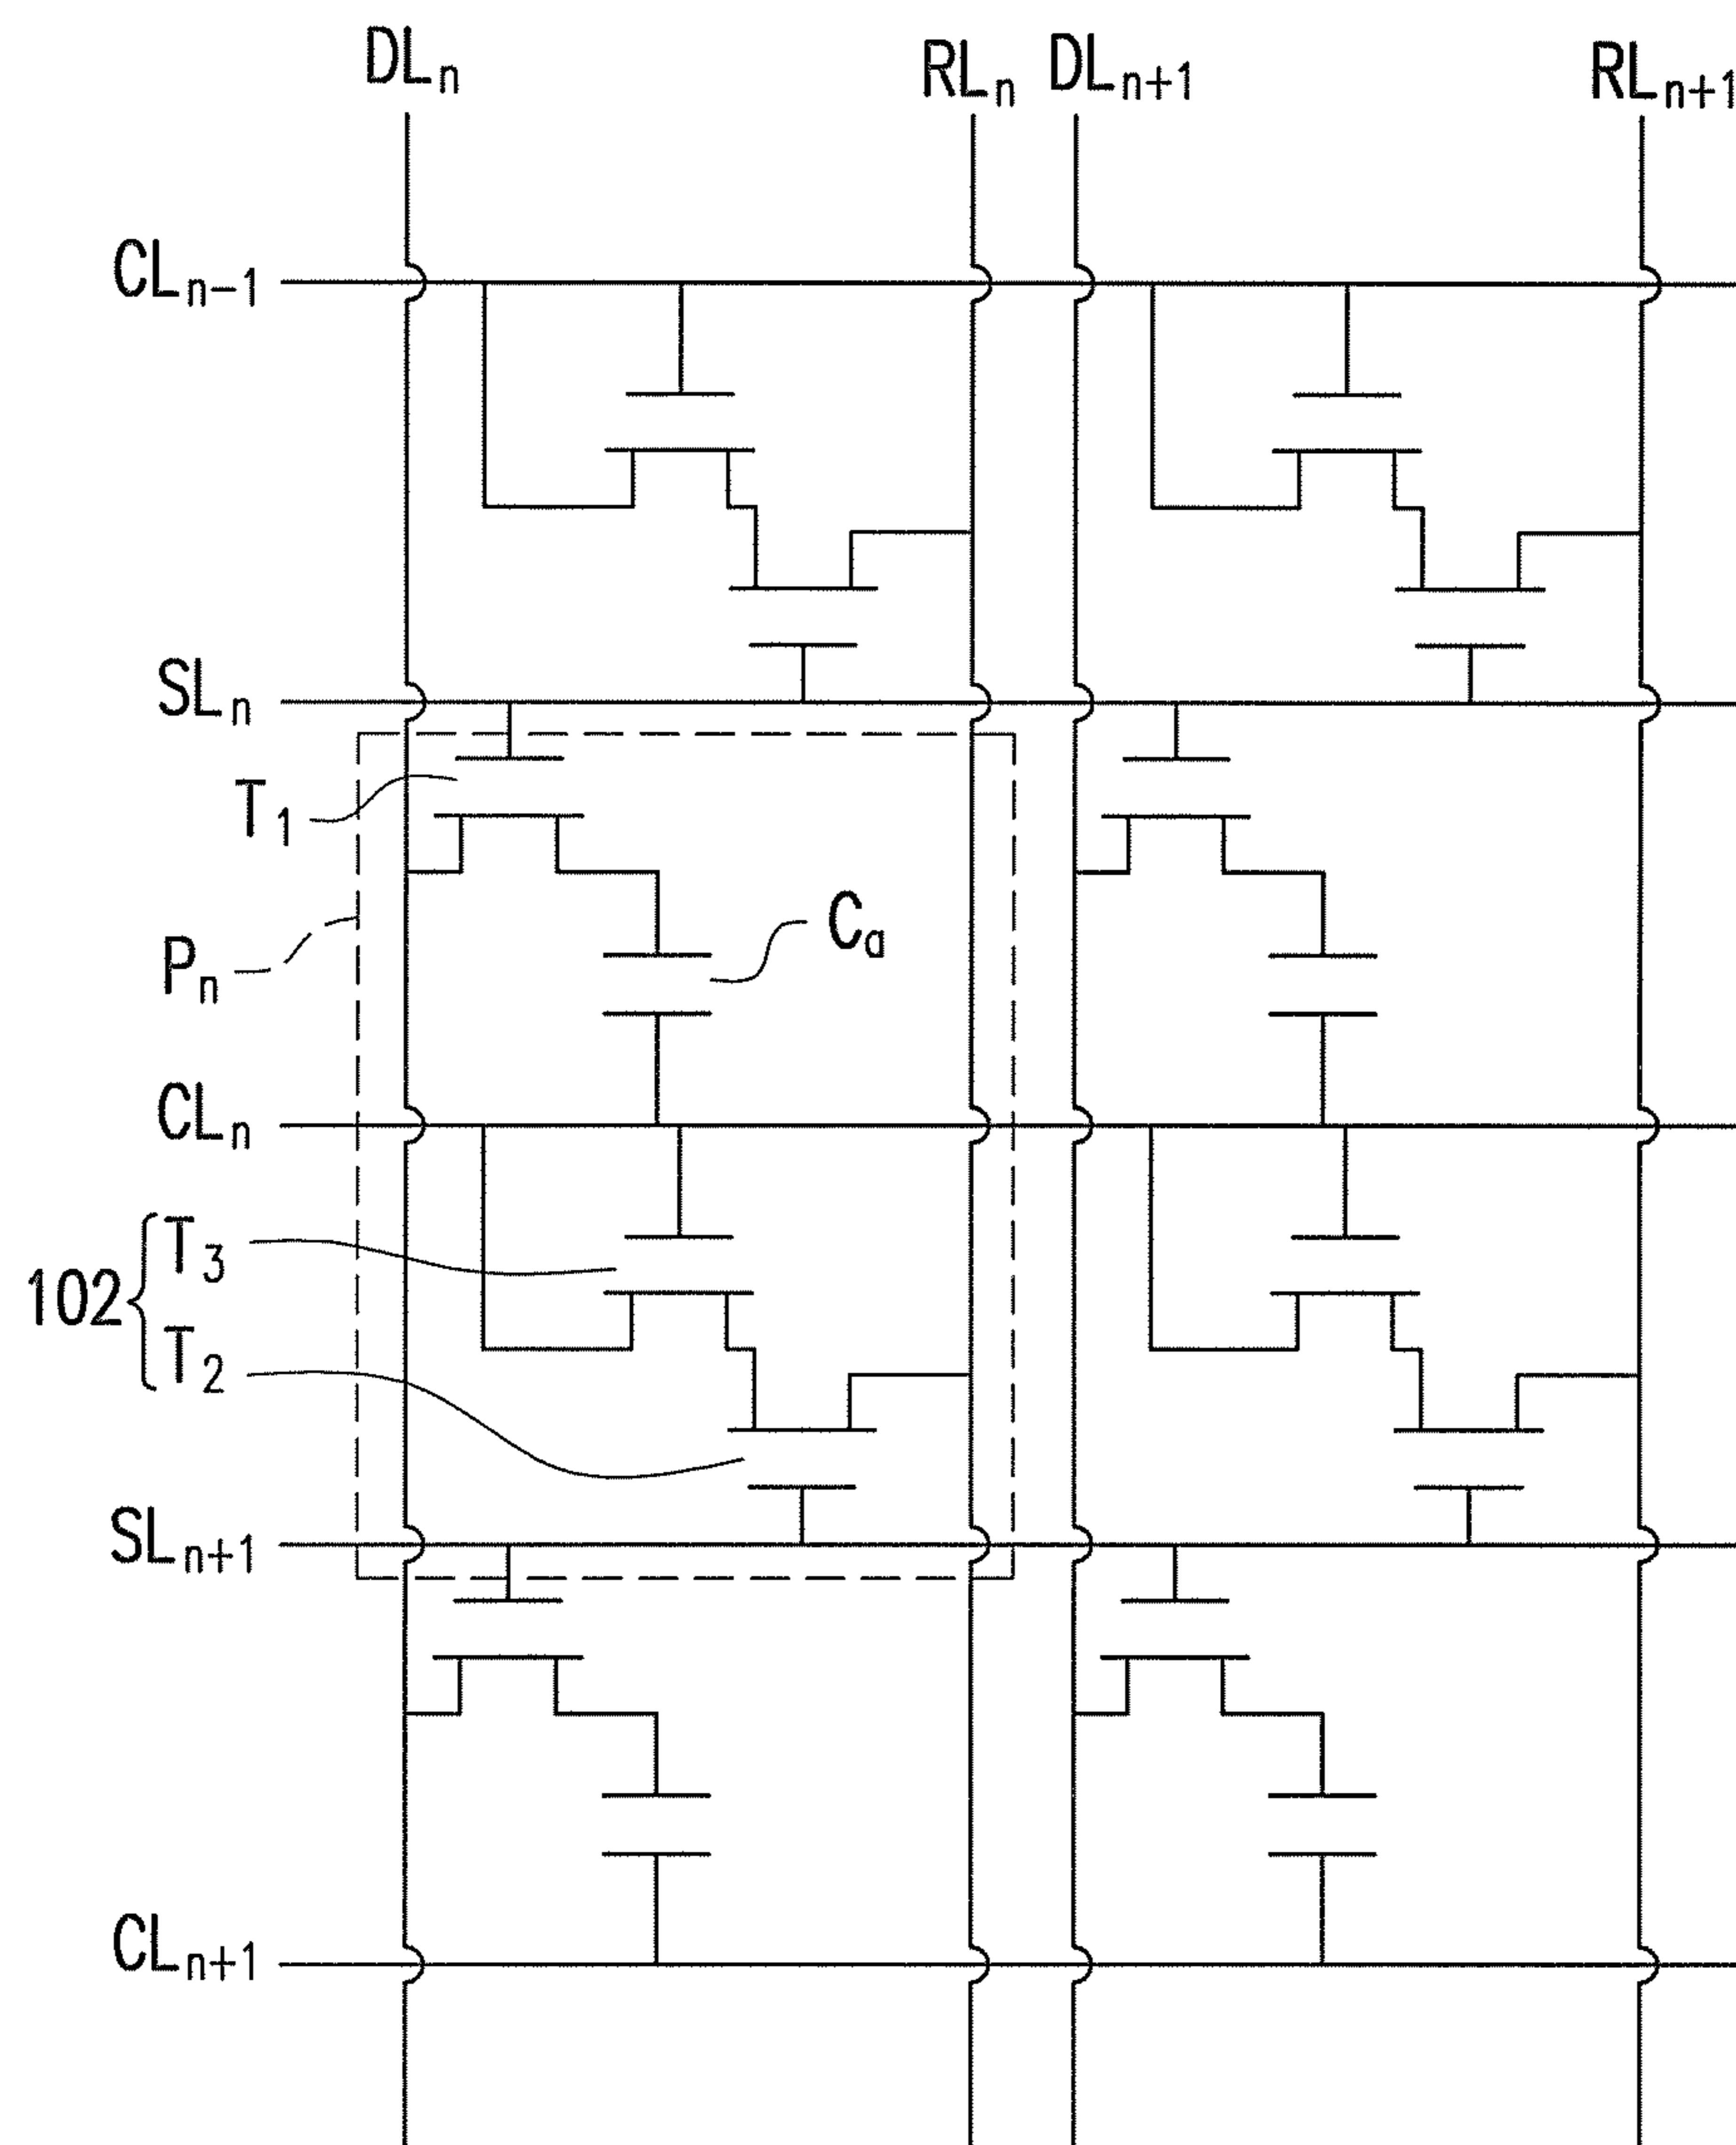 DLn RLn DLn+1 RLn+1
CLn-1
SLn
T1
Ca
Pn
CLn
T3
102
T2
SLn+1
CLn+1